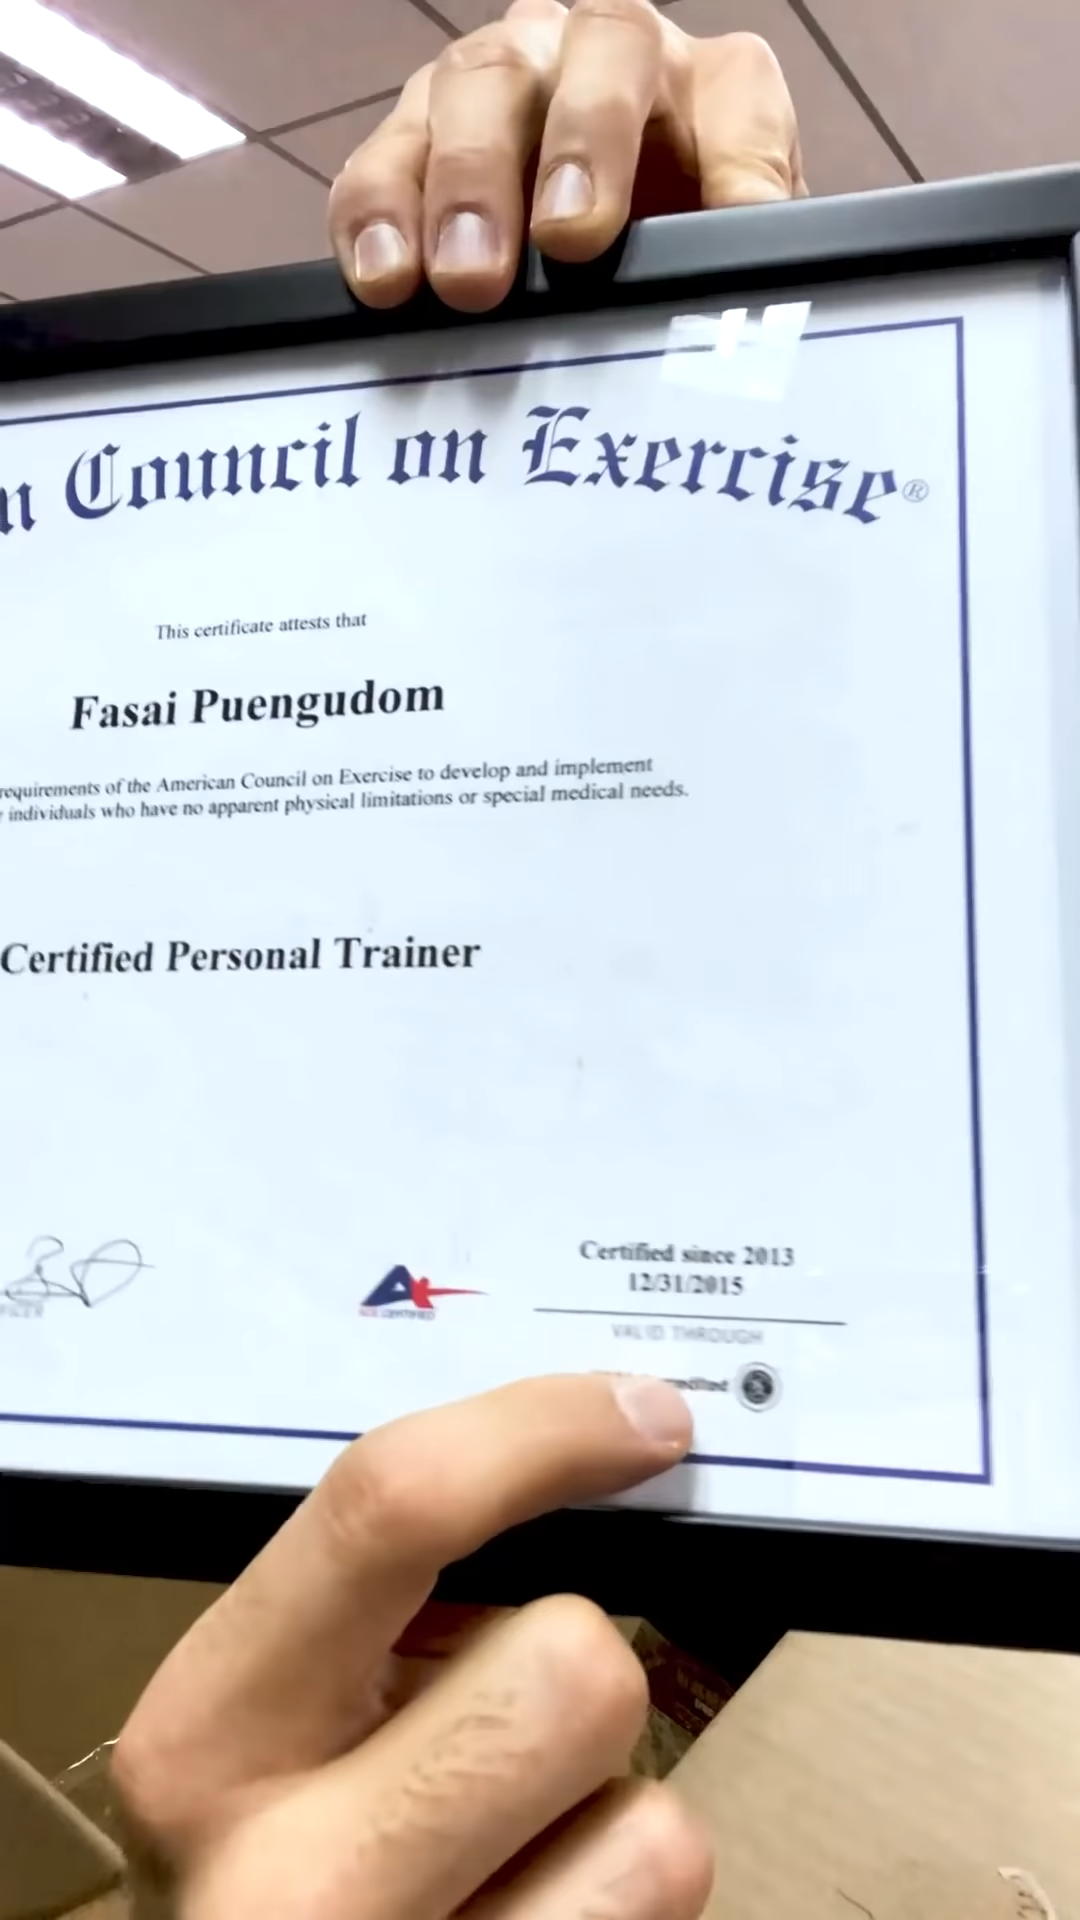 n Council on Exercise®
This certificate attests that
Fasai Puengudom
requirements of the American Council on Exercise to develop and implement
individuals who have no apparent physical limitations or special medical needs.
Certified Personal Trainer
Certified since 2013
12/31/2015
VALID THROUGH
ACE CERTIFIED